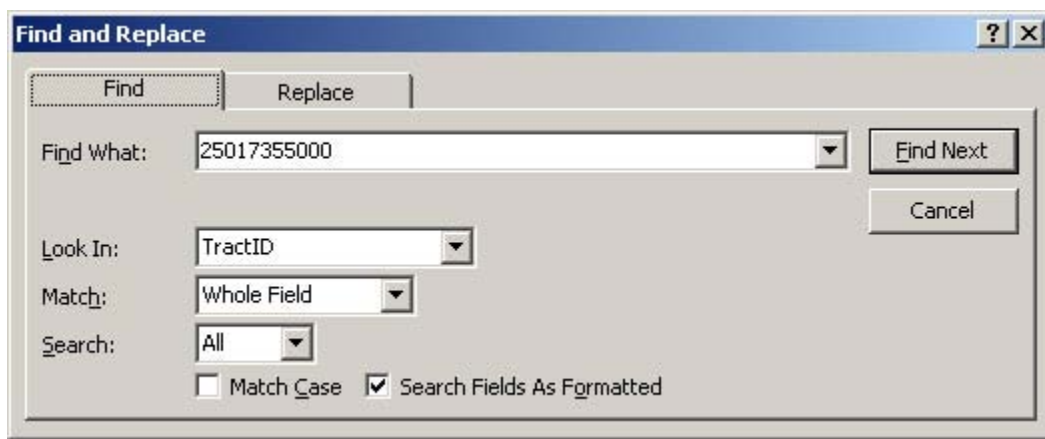 Find and Replace
Find Replace
Find What: 25017355000 Find Next
Cancel
Look In: TractID
Match: Whole Field
Search: All
Match Case Search Fields As Formatted